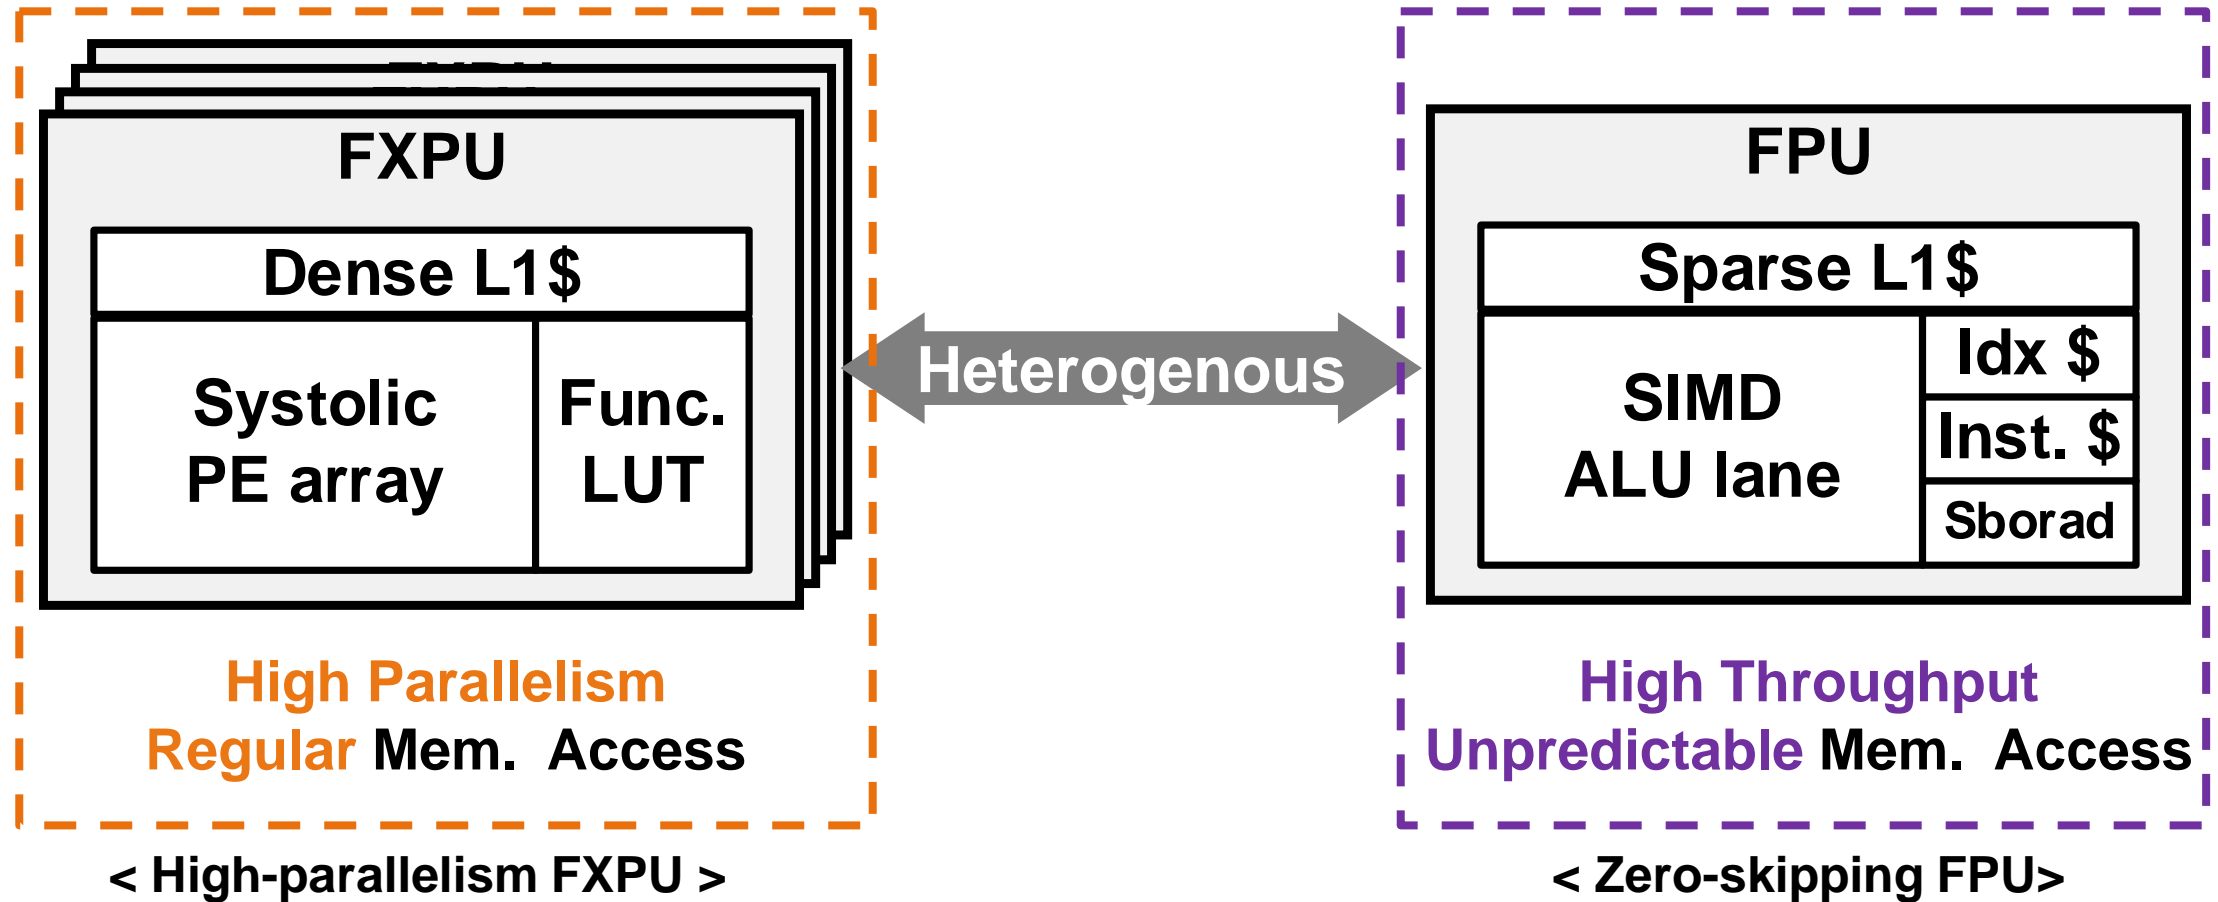 FXPU
Dense L1$
Systolic
PE array
Func.
LUT
High Parallelism
Regular Mem. Access
< High-parallelism FXPU >
Heterogenous
FPU
Sparse L1$
SIMD
ALU lane
Idx $
Inst. $
Sborad
High Throughput
Unpredictable Mem. Access
< Zero-skipping FPU>